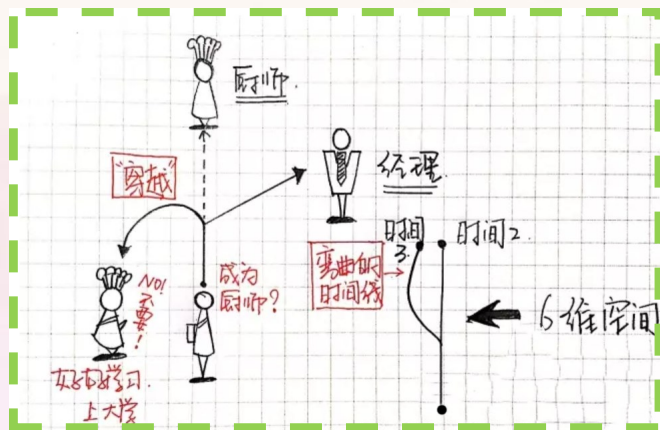 厨师.
"穿越"
经理.
时间
3.
时间2.
弯曲的
时间线
成为
厨师?
NO!
不要!
6维空间
好好学习.
上大学